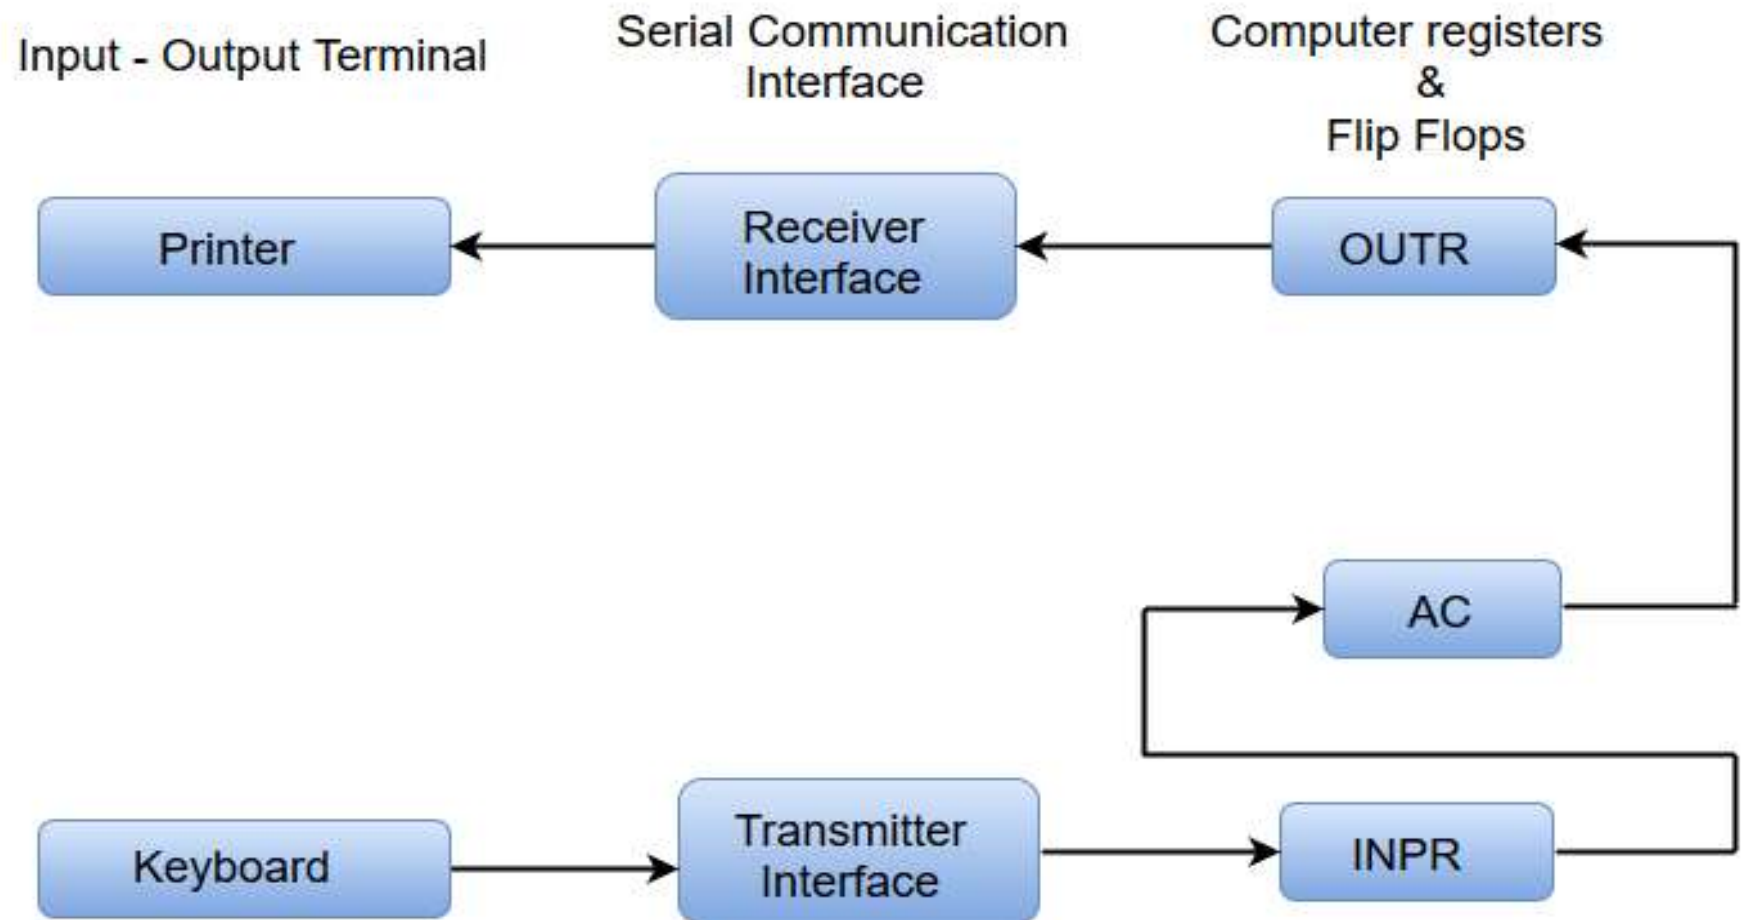 Input - Output Terminal
Serial Communication
Interface
Computer registers
&
Flip Flops
Printer
Receiver
Interface
OUTR
AC
Keyboard
Transmitter
Interface
INPR